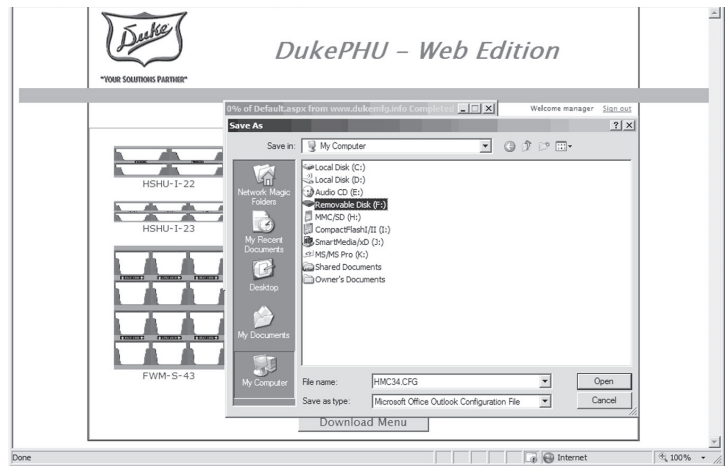 Duke
"YOUR SOLUTIONS PARTNER"
DukePHU – Web Edition
0% of Default.aspx from www.dukemfg.info Completed
Welcome manager Sign out
Save As
Save in: My Computer
Network Magic Folders
My Recent Documents
Desktop
My Documents
My Computer
Local Disk (C:)
Local Disk (D:)
Audio CD (E:)
Removable Disk (F:)
MMC/SD (H:)
CompactFlashI/II (I:)
SmartMedia/xD (J:)
MS/MS Pro (K:)
Shared Documents
Owner's Documents
File name: HMC34.CFG
Open
Save as type: Microsoft Office Outlook Configuration File
Cancel
HSHU-I-22
HSHU-I-23
FWM-S-43
Download Menu
Done
Internet
100%